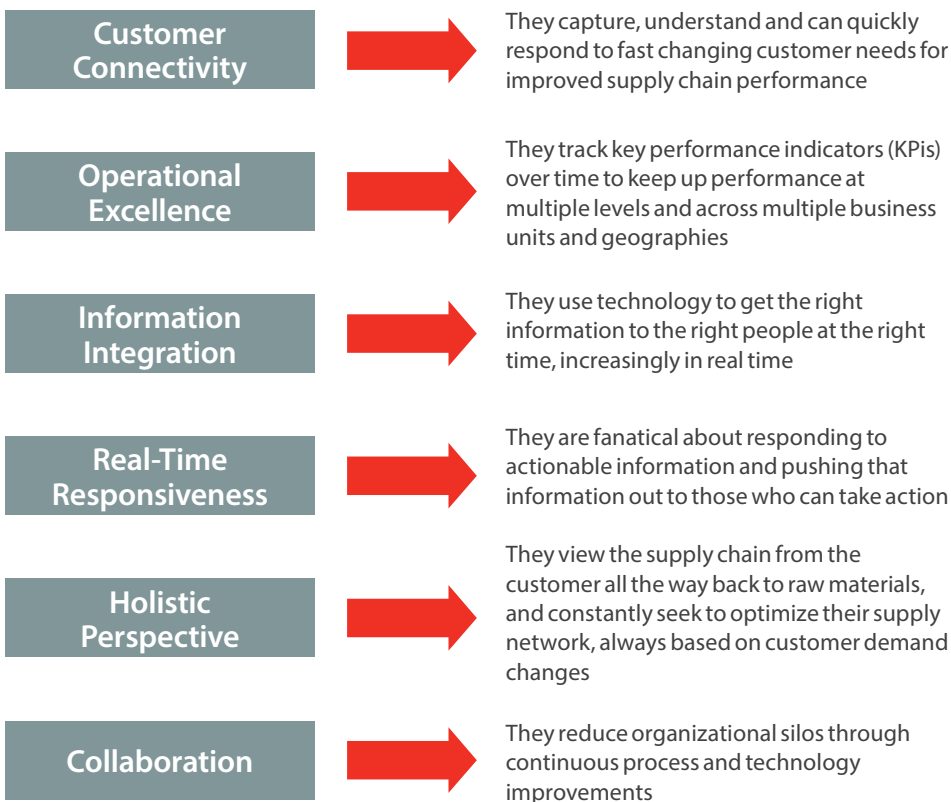 Customer
Connectivity
They capture, understand and can quickly
respond to fast changing customer needs for
improved supply chain performance
Operational
Excellence
They track key performance indicators (KPis)
over time to keep up performance at
multiple levels and across multiple business
units and geographies
Information
Integration
They use technology to get the right
information to the right people at the right
time, increasingly in real time
Real-Time
Responsiveness
They are fanatical about responding to
actionable information and pushing that
information out to those who can take action
Holistic
Perspective
They view the supply chain from the
customer all the way back to raw materials,
and constantly seek to optimize their supply
network, always based on customer demand
changes
Collaboration
They reduce organizational silos through
continuous process and technology
improvements